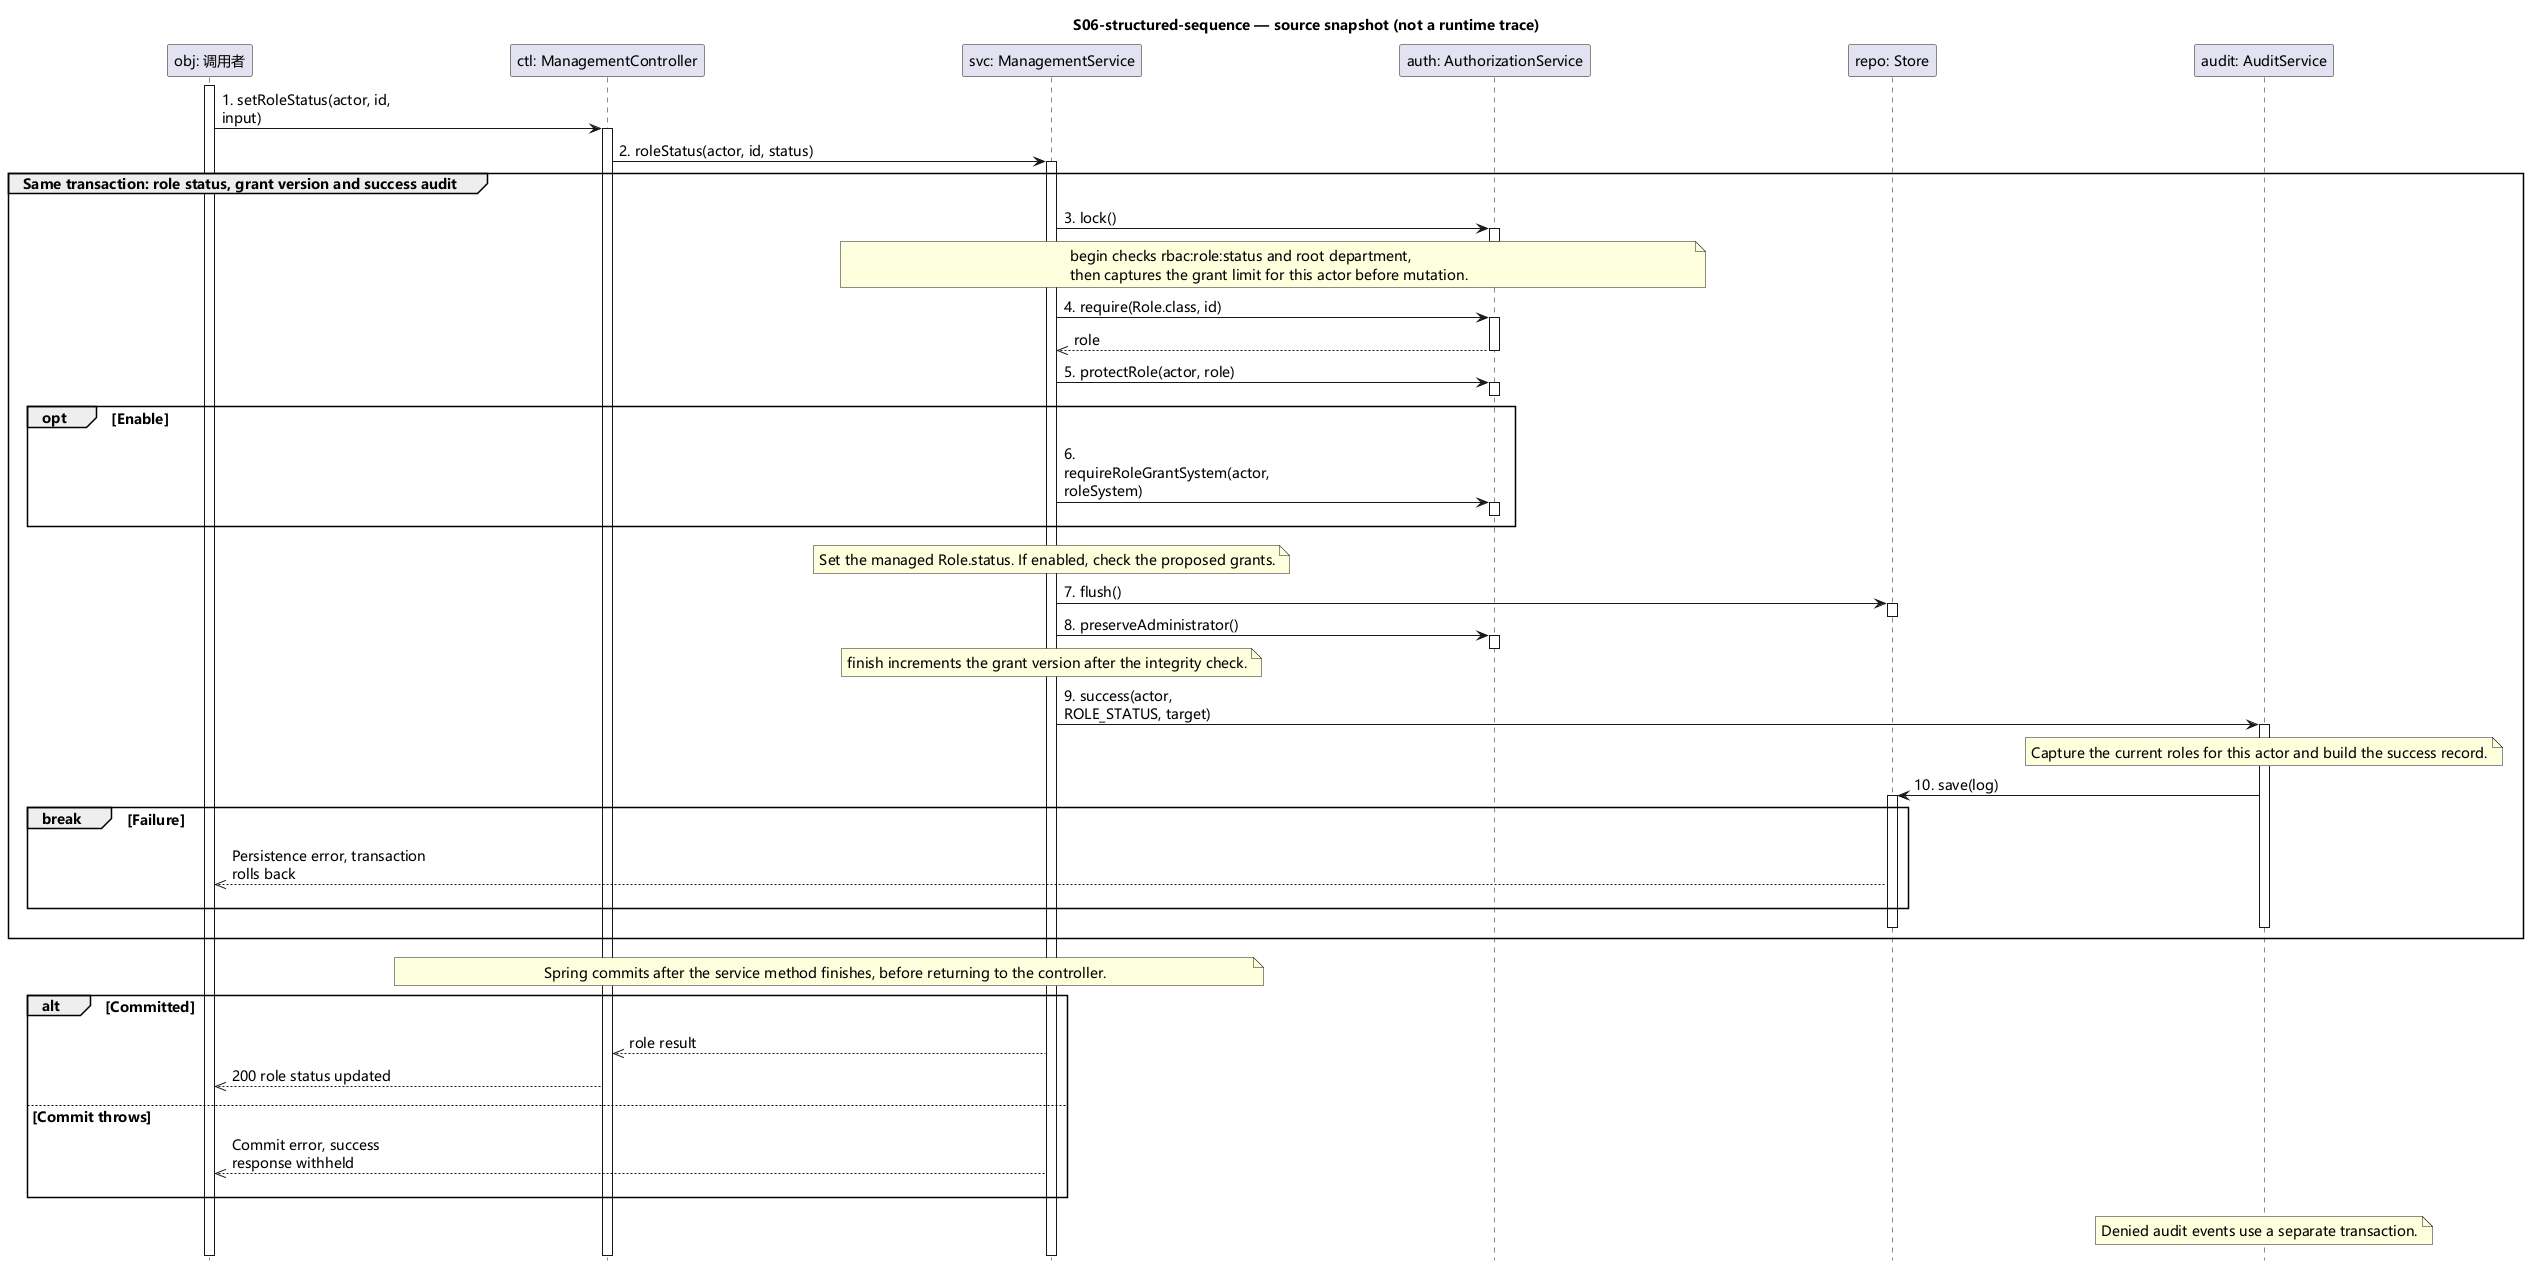 S06-structured-sequence — source snapshot (not a runtime trace)
obj: 调用者
ctl: ManagementController
svc: ManagementService
auth: AuthorizationService
repo: Store
audit: AuditService
1. setRoleStatus(actor, id,
input)
2. roleStatus(actor, id, status)
Same transaction: role status, grant version and success audit
3. lock()
begin checks rbac:role:status and root department,
then captures the grant limit for this actor before mutation.
4. require(Role.class, id)
role
5. protectRole(actor, role)
opt [Enable]
6.
requireRoleGrantSystem(actor,
roleSystem)
Set the managed Role.status. If enabled, check the proposed grants.
7. flush()
8. preserveAdministrator()
finish increments the grant version after the integrity check.
9. success(actor,
ROLE_STATUS, target)
Capture the current roles for this actor and build the success record.
10. save(log)
break [Failure]
Persistence error, transaction
rolls back
Spring commits after the service method finishes, before returning to the controller.
alt [Committed]
role result
200 role status updated
[Commit throws]
Commit error, success
response withheld
Denied audit events use a separate transaction.